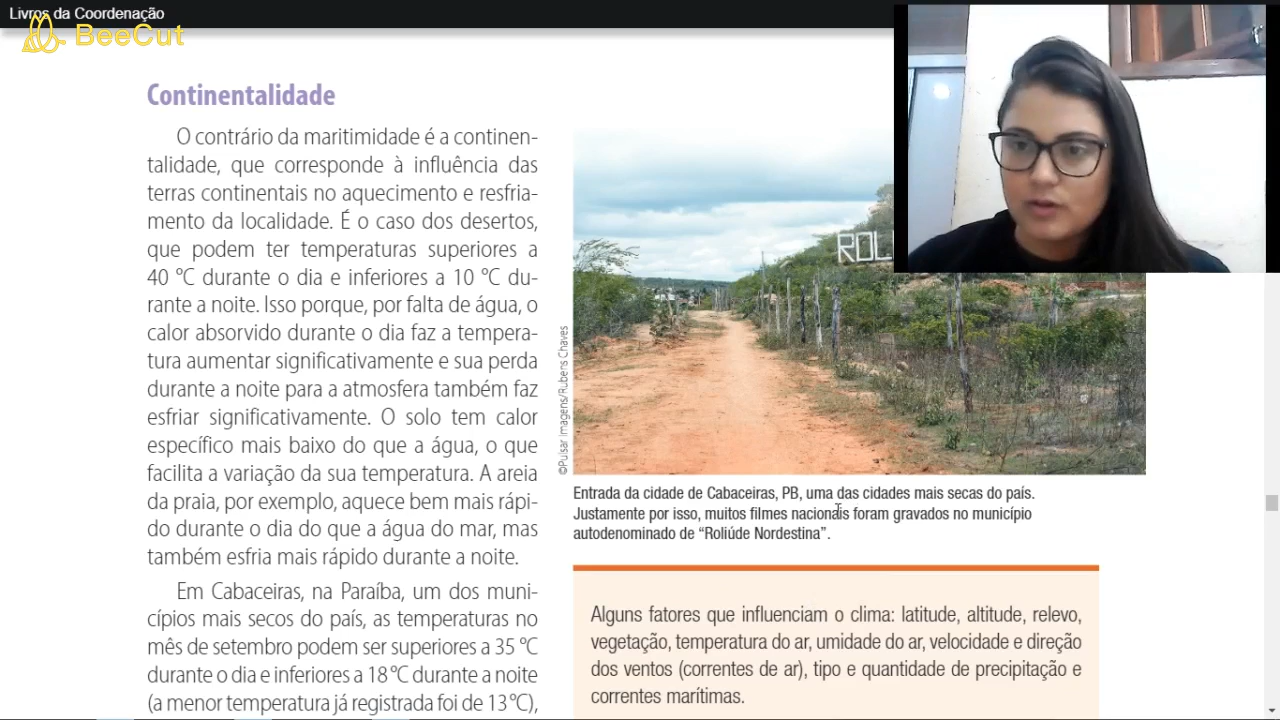 Livros da Coordenação
BeeCut
Continentalidade
O contrário da maritimidade é a continen-
talidade, que corresponde à influência das
terras continentais no aquecimento e resfria-
mento da localidade. É o caso dos desertos,
que podem ter temperaturas superiores a
40 °C durante o dia e inferiores a 10 °C du-
rante a noite. Isso porque, por falta de água, o
calor absorvido durante o dia faz a tempera-
tura aumentar significativamente e sua perda
durante a noite para a atmosfera também faz
esfriar significativamente. O solo tem calor
específico mais baixo do que a água, o que
facilita a variação da sua temperatura. A areia
da praia, por exemplo, aquece bem mais rápi-
do durante o dia do que a água do mar, mas
também esfria mais rápido durante a noite.
Em Cabaceiras, na Paraíba, um dos muni-
cípios mais secos do país, as temperaturas no
mês de setembro podem ser superiores a 35 °C
durante o dia e inferiores a 18 °C durante a noite
(a menor temperatura já registrada foi de 13 °C),
ROL
©Pulsar Imagens/Rubens Chaves
Entrada da cidade de Cabaceiras, PB, uma das cidades mais secas do país.
Justamente por isso, muitos filmes nacionais foram gravados no município
autodenominado de “Roliúde Nordestina”.
Alguns fatores que influenciam o clima: latitude, altitude, relevo,
vegetação, temperatura do ar, umidade do ar, velocidade e direção
dos ventos (correntes de ar), tipo e quantidade de precipitação e
correntes marítimas.